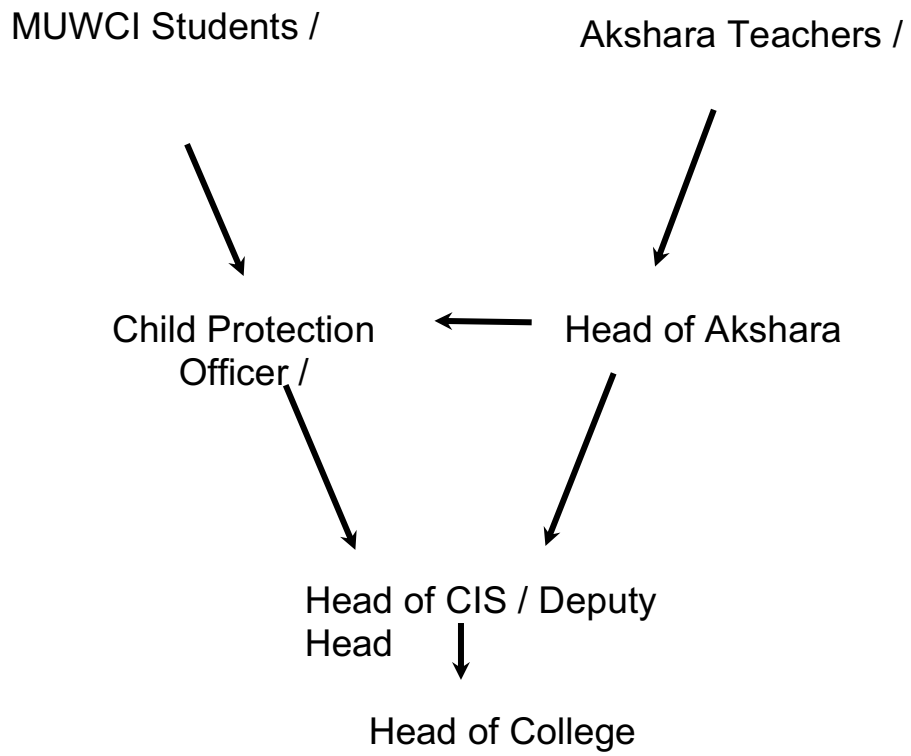 MUWCI Students /
Akshara Teachers /
Child Protection
Officer /
Head of Akshara
Head of CIS / Deputy
Head
Head of College